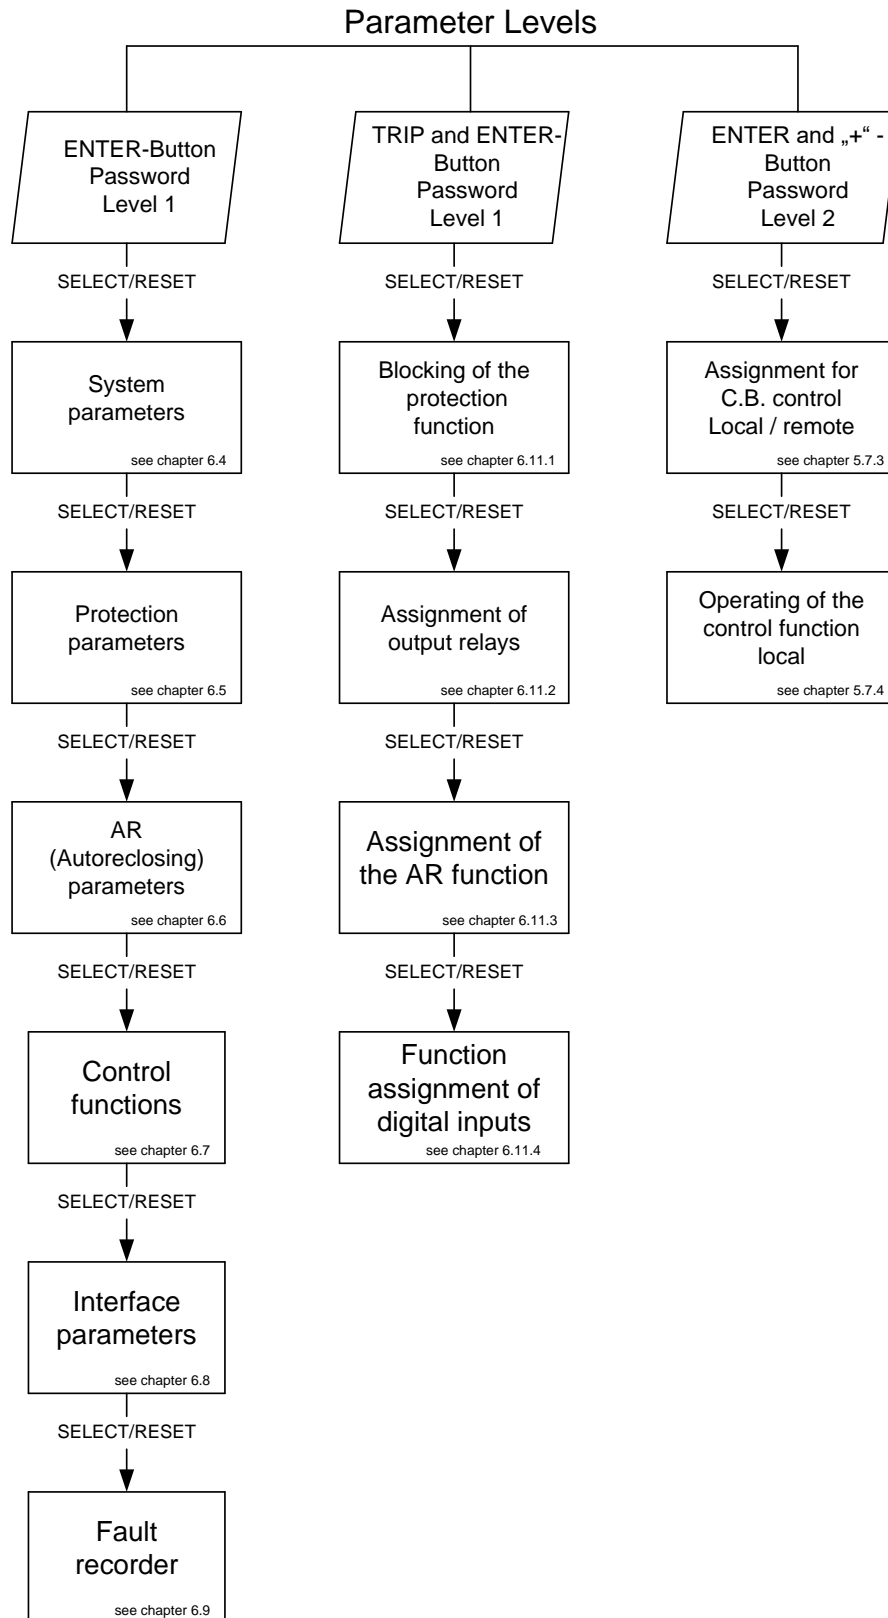 Parameter Levels
ENTER-Button
Password
Level 1
SELECT/RESET
System
parameters
see chapter 6.4
SELECT/RESET
Protection
parameters
see chapter 6.5
SELECT/RESET
AR
(Autoreclosing)
parameters
see chapter 6.6
SELECT/RESET
Control
functions
see chapter 6.7
SELECT/RESET
Interface
parameters
see chapter 6.8
SELECT/RESET
Fault
recorder
see chapter 6.9
TRIP and ENTER-
Button
Password
Level 1
SELECT/RESET
Blocking of the
protection
function
see chapter 6.11.1
SELECT/RESET
Assignment of
output relays
see chapter 6.11.2
SELECT/RESET
Assignment of
the AR function
see chapter 6.11.3
SELECT/RESET
Function
assignment of
digital inputs
see chapter 6.11.4
ENTER and „+“ -
Button
Password
Level 2
SELECT/RESET
Assignment for
C.B. control
Local / remote
see chapter 5.7.3
SELECT/RESET
Operating of the
control function
local
see chapter 5.7.4